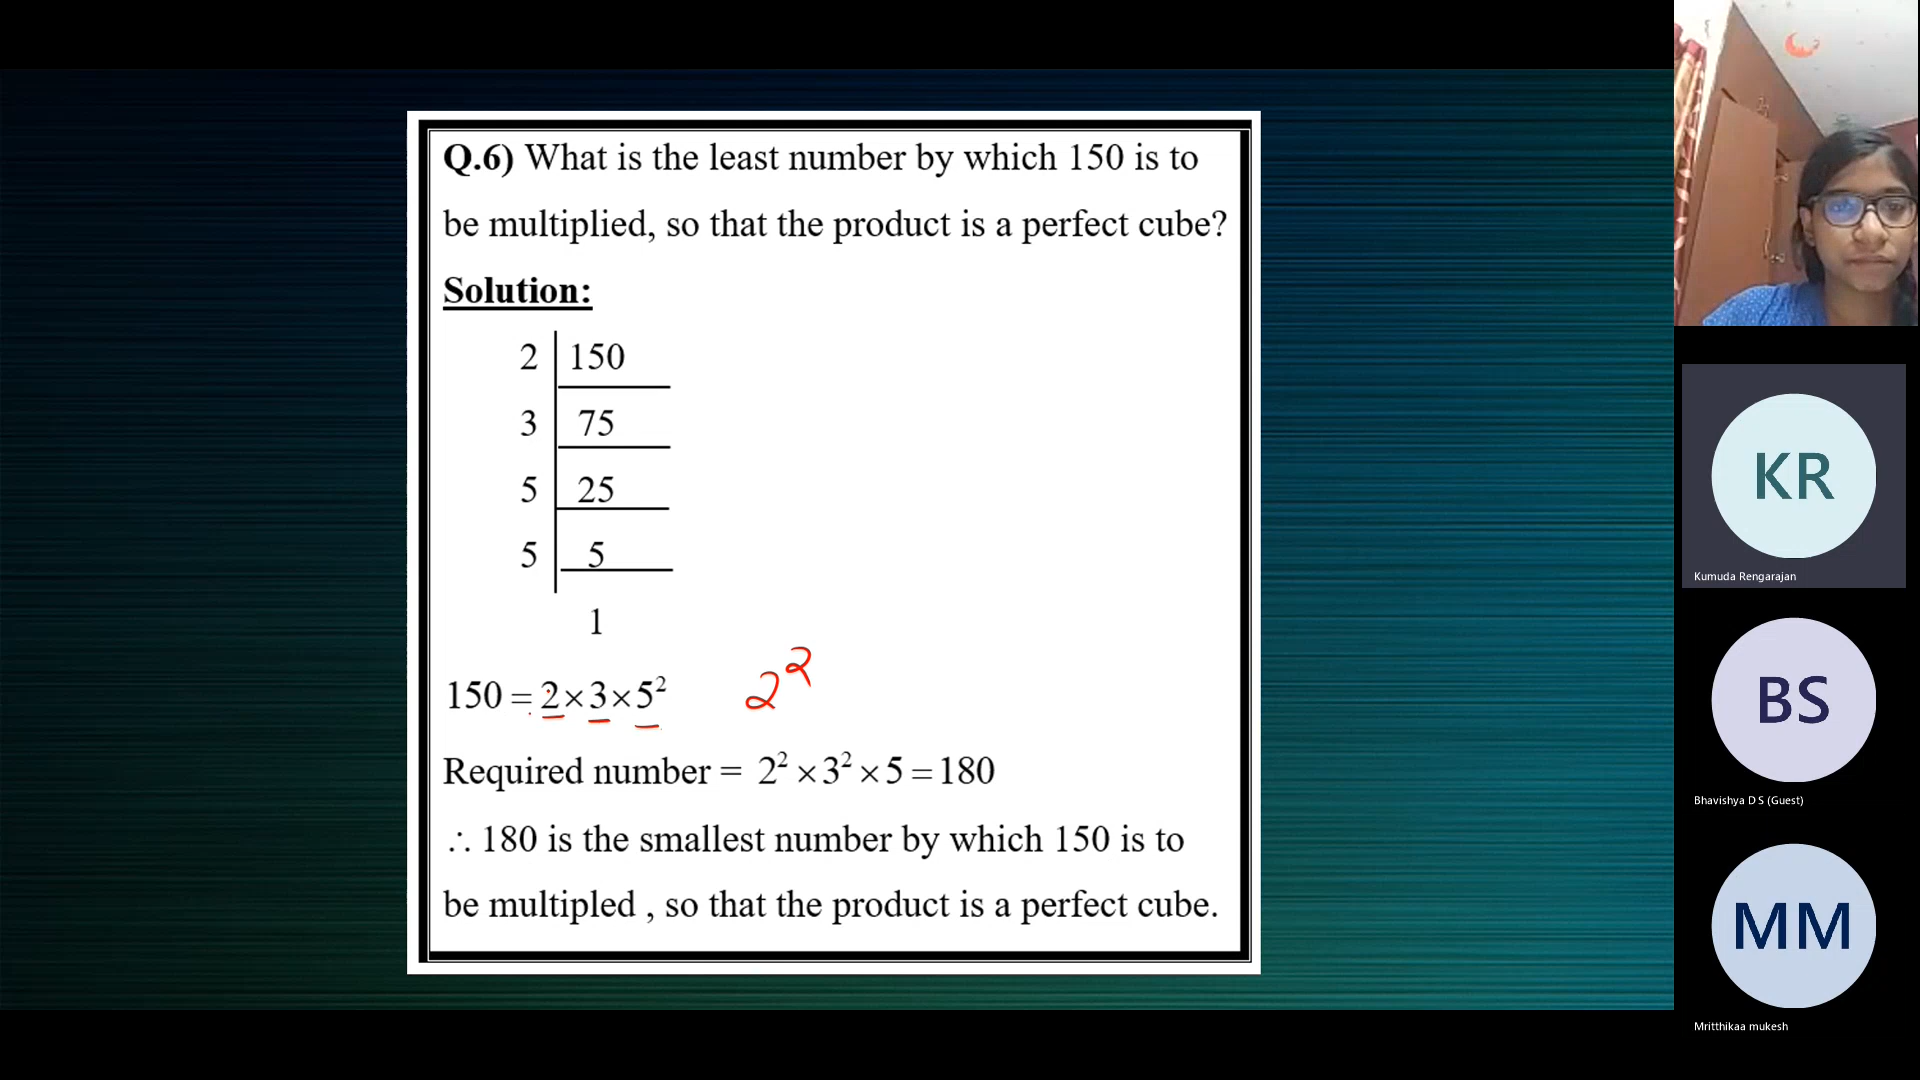 Q.6) What is the least number by which 150 is to
be multiplied, so that the product is a perfect cube?
Solution:
2 | 150
3 | 75
5 | 25
5 | 5
1
150 = 2 × 3 × 5²
2²
Required number = 2² × 3² × 5 = 180
∴ 180 is the smallest number by which 150 is to
be multipled , so that the product is a perfect cube.
KR
Kumuda Rengarajan
BS
Bhavishya D S (Guest)
MM
Mritthikaa mukesh